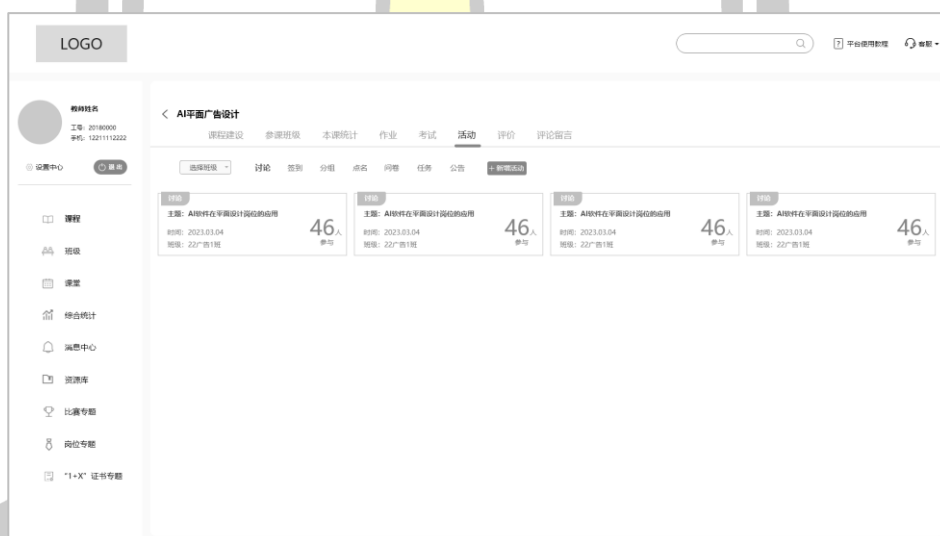 LOGO
? 平台使用教程 客服
教师姓名
工号: 20180000
手机: 12211112222
设置中心 退出
课程
班级
课堂
综合统计
消息中心
资源库
比赛专题
岗位专题
“1+X”证书专题
< AI平面广告设计
课程建设 参课班级 本课统计 作业 考试 活动 评价 评论留言
选择班级 讨论 签到 分组 点名 问卷 任务 公告 +新增活动
讨论
主题: AI软件在平面设计岗位的应用
时间: 2023.03.04
班级: 22广告1班
46人
参与
讨论
主题: AI软件在平面设计岗位的应用
时间: 2023.03.04
班级: 22广告1班
46人
参与
讨论
主题: AI软件在平面设计岗位的应用
时间: 2023.03.04
班级: 22广告1班
46人
参与
讨论
主题: AI软件在平面设计岗位的应用
时间: 2023.03.04
班级: 22广告1班
46人
参与